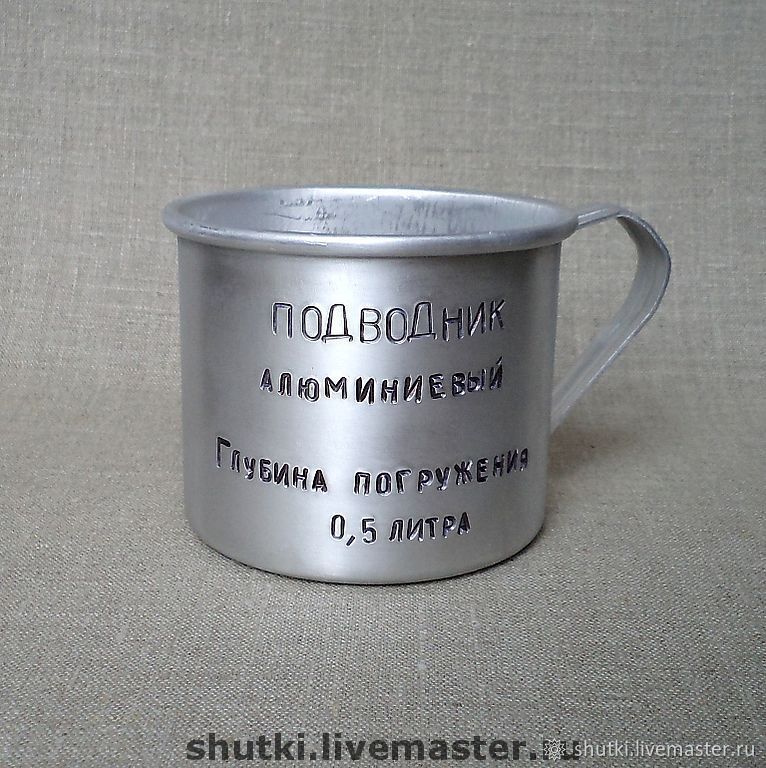 ПОДВОДНИК
АЛЮМИНИЕВЫЙ
ГЛУБИНА ПОГРУЖЕНИЯ
0,5 ЛИТРА
shutki.livemaster.ru
shutki.livemaster.ru